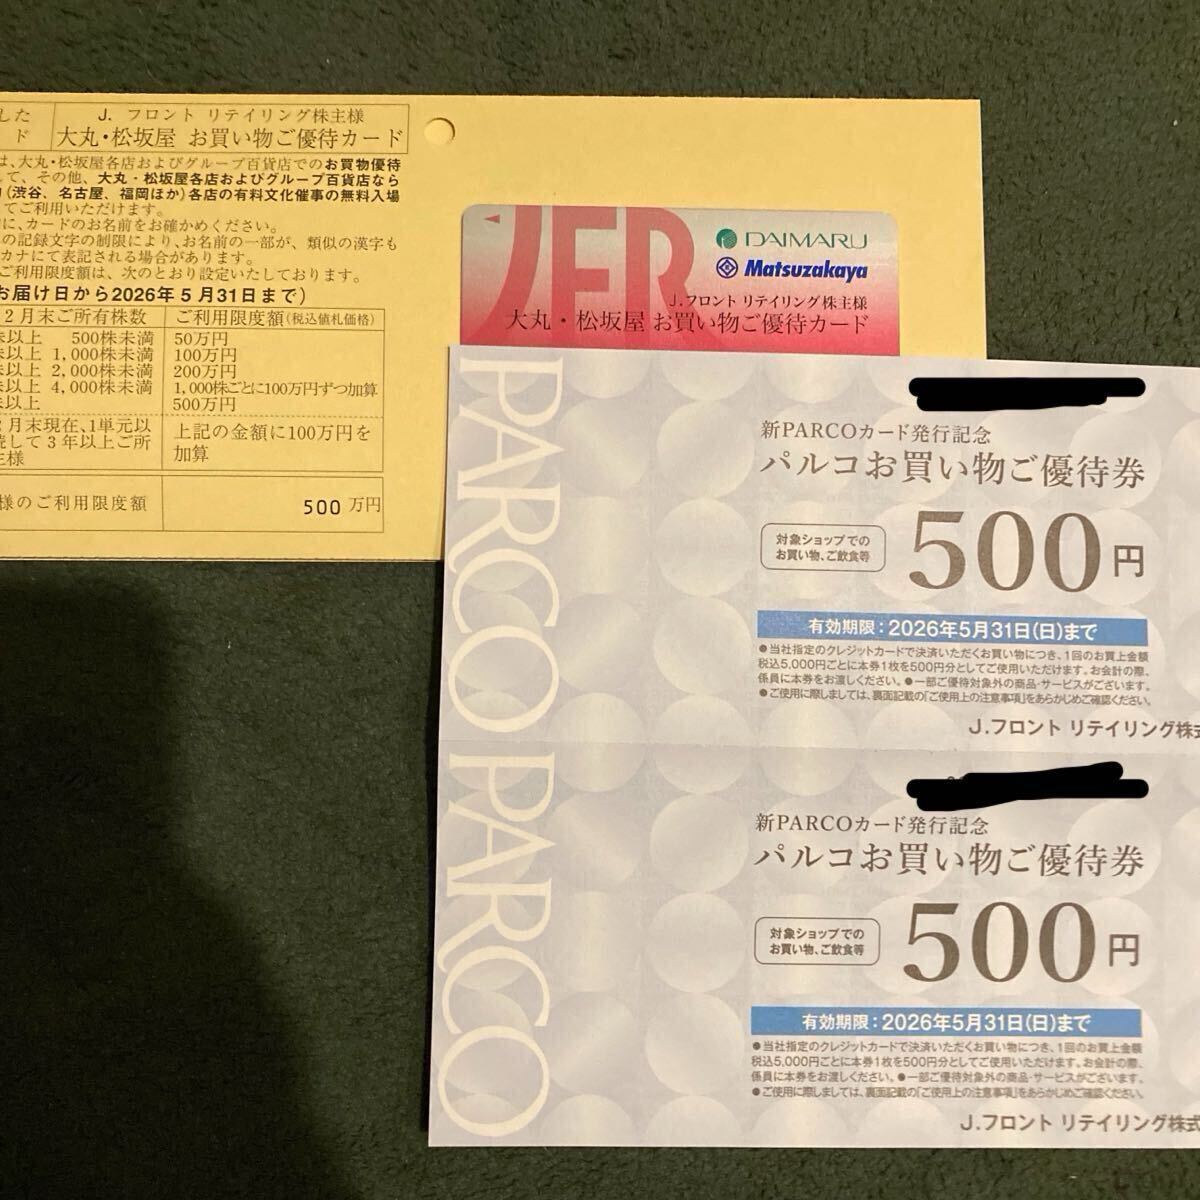 した
ド
J. フロント リテイリング株主様
大丸・松坂屋 お買い物ご優待カード
は、大丸・松坂屋各店およびグループ百貨店でのお買物優待
して、その他、大丸・松坂屋各店およびグループ百貨店なら
(渋谷、名古屋、福岡ほか)各店の有料文化催事の無料入場
てご利用いただけます。
に、カードのお名前をお確かめください。
の記録文字の制限により、お名前の一部が、類似の漢字も
カナにて表記される場合があります。
ご利用限度額は、次のとおり設定いたしております。
お届け日から2026年5月31日まで)
2月末ご所有株数 ご利用限度額(税込値札価格)
株以上 500株未満 50万円
株以上 1,000株未満 100万円
株以上 2,000株未満 200万円
株以上 4,000株未満 1,000株ごとに100万円ずつ加算
株以上 500万円
月末現在、1単元以
続して3年以上ご所
主様
上記の金額に100万円を
加算
様のご利用限度額 500 万円
DAIMARU
Matsuzakaya
J.フロント リテイリング株主様
大丸・松坂屋 お買い物ご優待カード
PARCO
新PARCOカード発行記念
パルコお買い物ご優待券
対象ショップでの
お買い物、ご飲食等
500円
有効期限:2026年5月31日(日)まで
●当社指定のクレジットカードで決済いただくお買い物につき、1回のお買上金額
税込5,000円ごとに本券1枚を500円分としてご使用いただけます。お会計の際、
係員に本券をお渡しください。●一部ご優待対象外の商品・サービスがございます。
●ご使用に際しましては、裏面記載の「ご使用上の注意事項」をあらかじめご確認ください。
J.フロント リテイリング株式
PARCO
新PARCOカード発行記念
パルコお買い物ご優待券
対象ショップでの
お買い物、ご飲食等
500円
有効期限:2026年5月31日(日)まで
●当社指定のクレジットカードで決済いただくお買い物につき、1回のお買上金額
税込5,000円ごとに本券1枚を500円分としてご使用いただけます。お会計の際、
係員に本券をお渡しください。●一部ご優待対象外の商品・サービスがございます。
●ご使用に際しましては、裏面記載の「ご使用上の注意事項」をあらかじめご確認ください。
J.フロント リテイリング株式